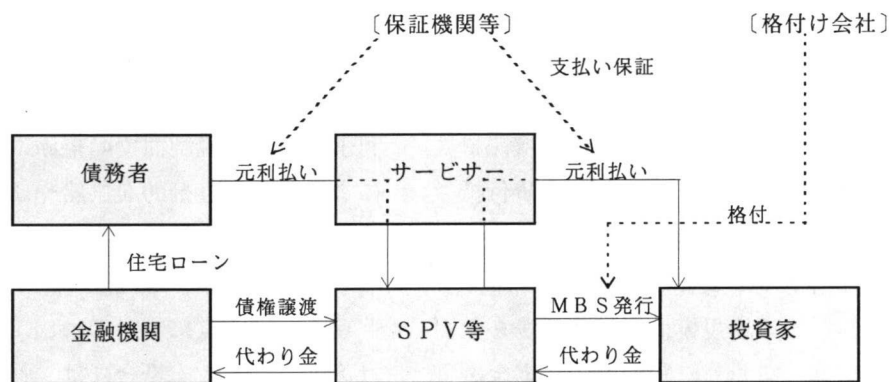 〔保証機関等〕
〔格付け会社〕
支払い保証
債務者
元利払い
サービサー
元利払い
格付
住宅ローン
金融機関
債権譲渡
代わり金
ＳＰＶ等
ＭＢＳ発行
代わり金
投資家